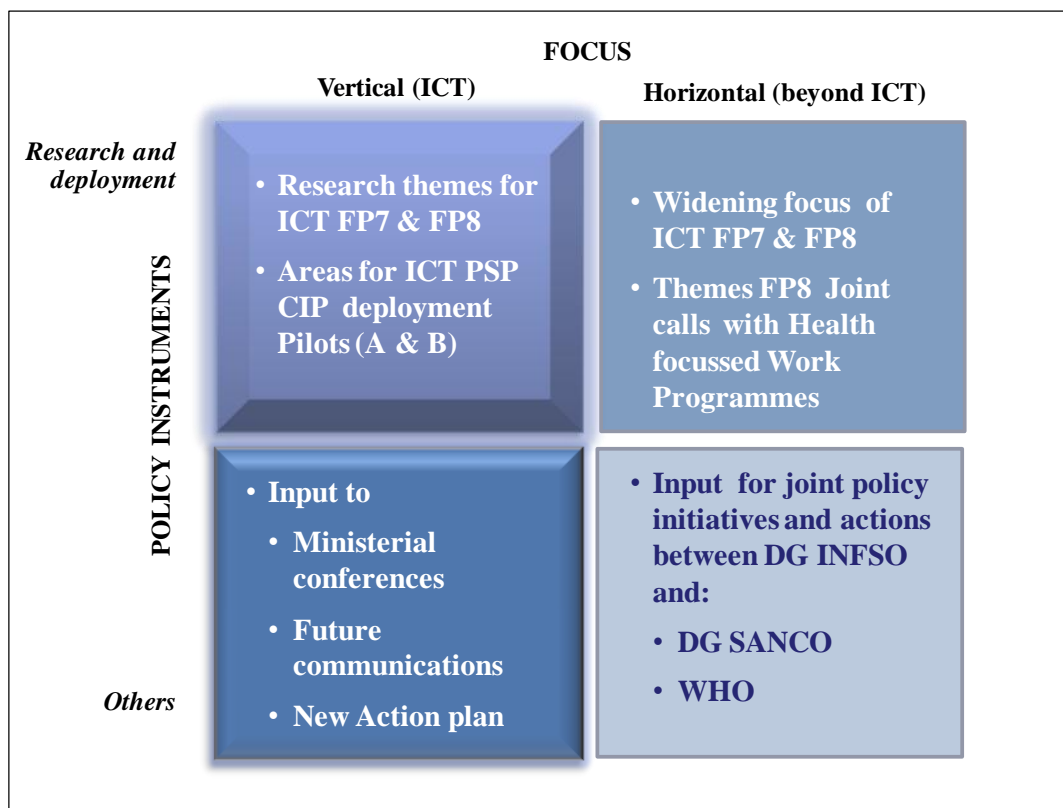 FOCUS
Vertical (ICT)
Horizontal (beyond ICT)
Research and
deployment
• Research themes for
ICT FP7 & FP8
• Areas for ICT PSP
CIP deployment
Pilots (A & B)
• Widening focus of
ICT FP7 & FP8
• Themes FP8 Joint
calls with Health
focussed Work
Programmes
POLICY INSTRUMENTS
Others
• Input to
• Ministerial
conferences
• Future
communications
• New Action plan
• Input for joint policy
initiatives and actions
between DG INFSO
and:
• DG SANCO
• WHO